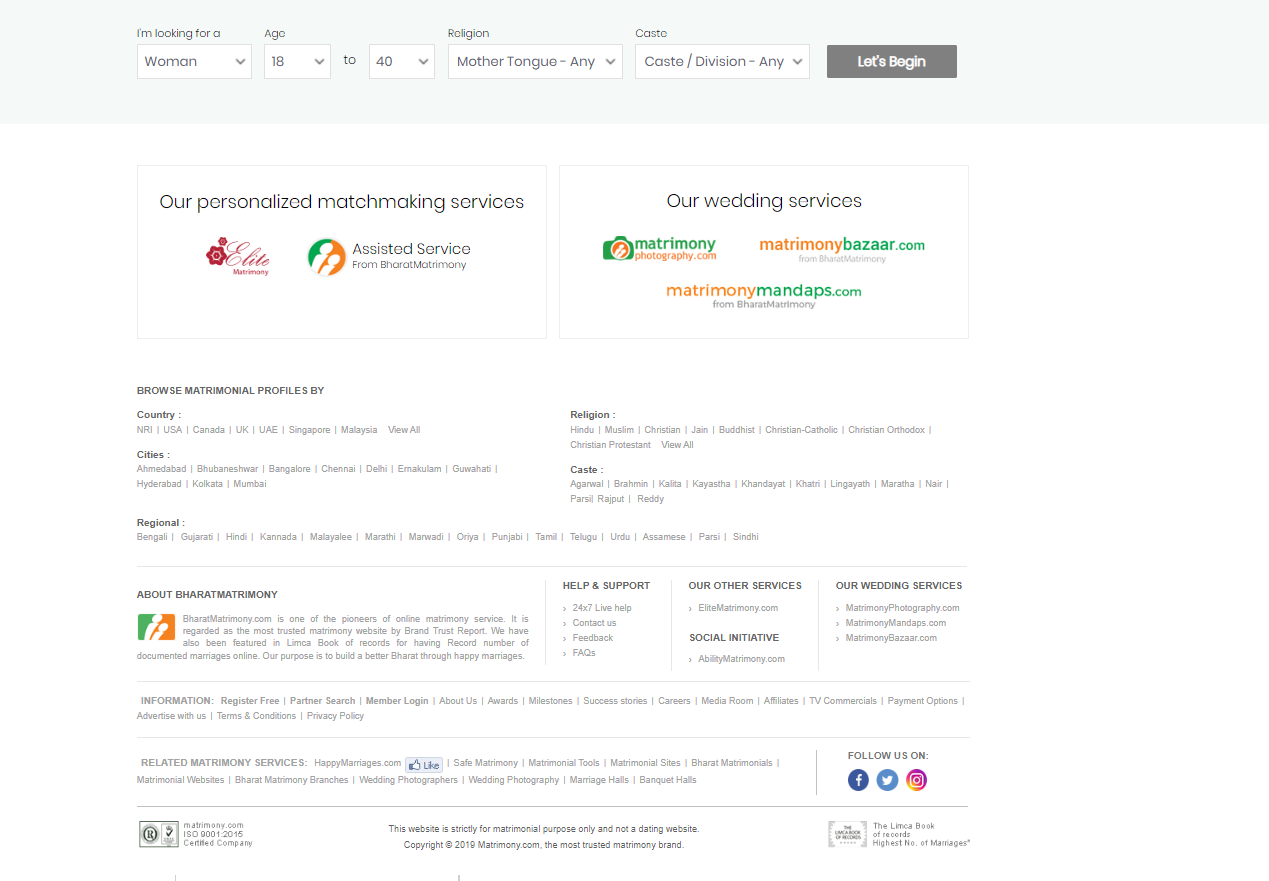 I'm looking for a
Age
Religion
Caste
Woman
18
to
40
Mother Tongue - Any
Caste / Division - Any
Let's Begin
Our personalized matchmaking services
Elite
Matrimony
Assisted Service
From BharatMatrimony
Our wedding services
matrimony
photography.com
matrimonybazaar.com
from BharatMatrimony
matrimonymandaps.com
from BharatMatrimony
BROWSE MATRIMONIAL PROFILES BY
Country :
NRI | USA | Canada | UK | UAE | Singapore | Malaysia View All
Cities :
Ahmedabad | Bhubaneshwar | Bangalore | Chennai | Delhi | Ernakulam | Guwahati |
Hyderabad | Kolkata | Mumbai
Religion :
Hindu | Muslim | Christian | Jain | Buddhist | Christian-Catholic | Christian Orthodox |
Christian Protestant View All
Caste :
Agarwal | Brahmin | Kalita | Kayastha | Khandayat | Khatri | Lingayath | Maratha | Nair |
Parsi| Rajput | Reddy
Regional :
Bengali | Gujarati | Hindi | Kannada | Malayalee | Marathi | Marwadi | Oriya | Punjabi | Tamil | Telugu | Urdu | Assamese | Parsi | Sindhi
ABOUT BHARATMATRIMONY
BharatMatrimony.com is one of the pioneers of online matrimony service. It is
regarded as the most trusted matrimony website by Brand Trust Report. We have
also been featured in Limca Book of records for having Record number of
documented marriages online. Our purpose is to build a better Bharat through happy marriages.
HELP & SUPPORT
› 24x7 Live help
› Contact us
› Feedback
› FAQs
OUR OTHER SERVICES
› EliteMatrimony.com
SOCIAL INITIATIVE
› AbilityMatrimony.com
OUR WEDDING SERVICES
› MatrimonyPhotography.com
› MatrimonyMandaps.com
› MatrimonyBazaar.com
INFORMATION: Register Free | Partner Search | Member Login | About Us | Awards | Milestones | Success stories | Careers | Media Room | Affiliates | TV Commercials | Payment Options |
Advertise with us | Terms & Conditions | Privacy Policy
RELATED MATRIMONY SERVICES: HappyMarriages.com Like | Safe Matrimony | Matrimonial Tools | Matrimonial Sites | Bharat Matrimonials |
Matrimonial Websites | Bharat Matrimony Branches | Wedding Photographers | Wedding Photography | Marriage Halls | Banquet Halls
FOLLOW US ON:
matrimony.com
ISO 9001:2015
Certified Company
This website is strictly for matrimonial purpose only and not a dating website.
Copyright © 2019 Matrimony.com, the most trusted matrimony brand.
THE
LIMCA BOOK
OF RECORDS
The Limca Book
of records
Highest No. of Marriages*